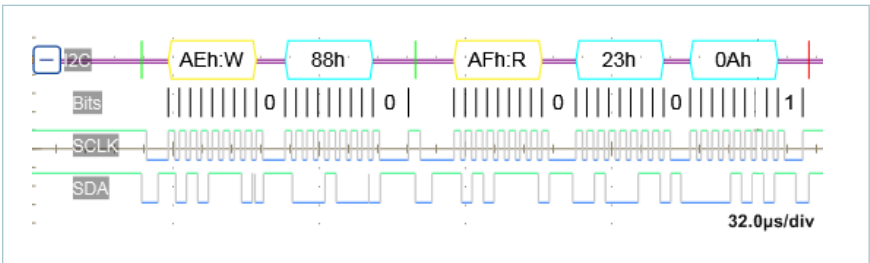 I2C AEh:W 88h AFh:R 23h 0Ah
Bits 0 0 0 0 1
SCLK
SDA
32.0µs/div